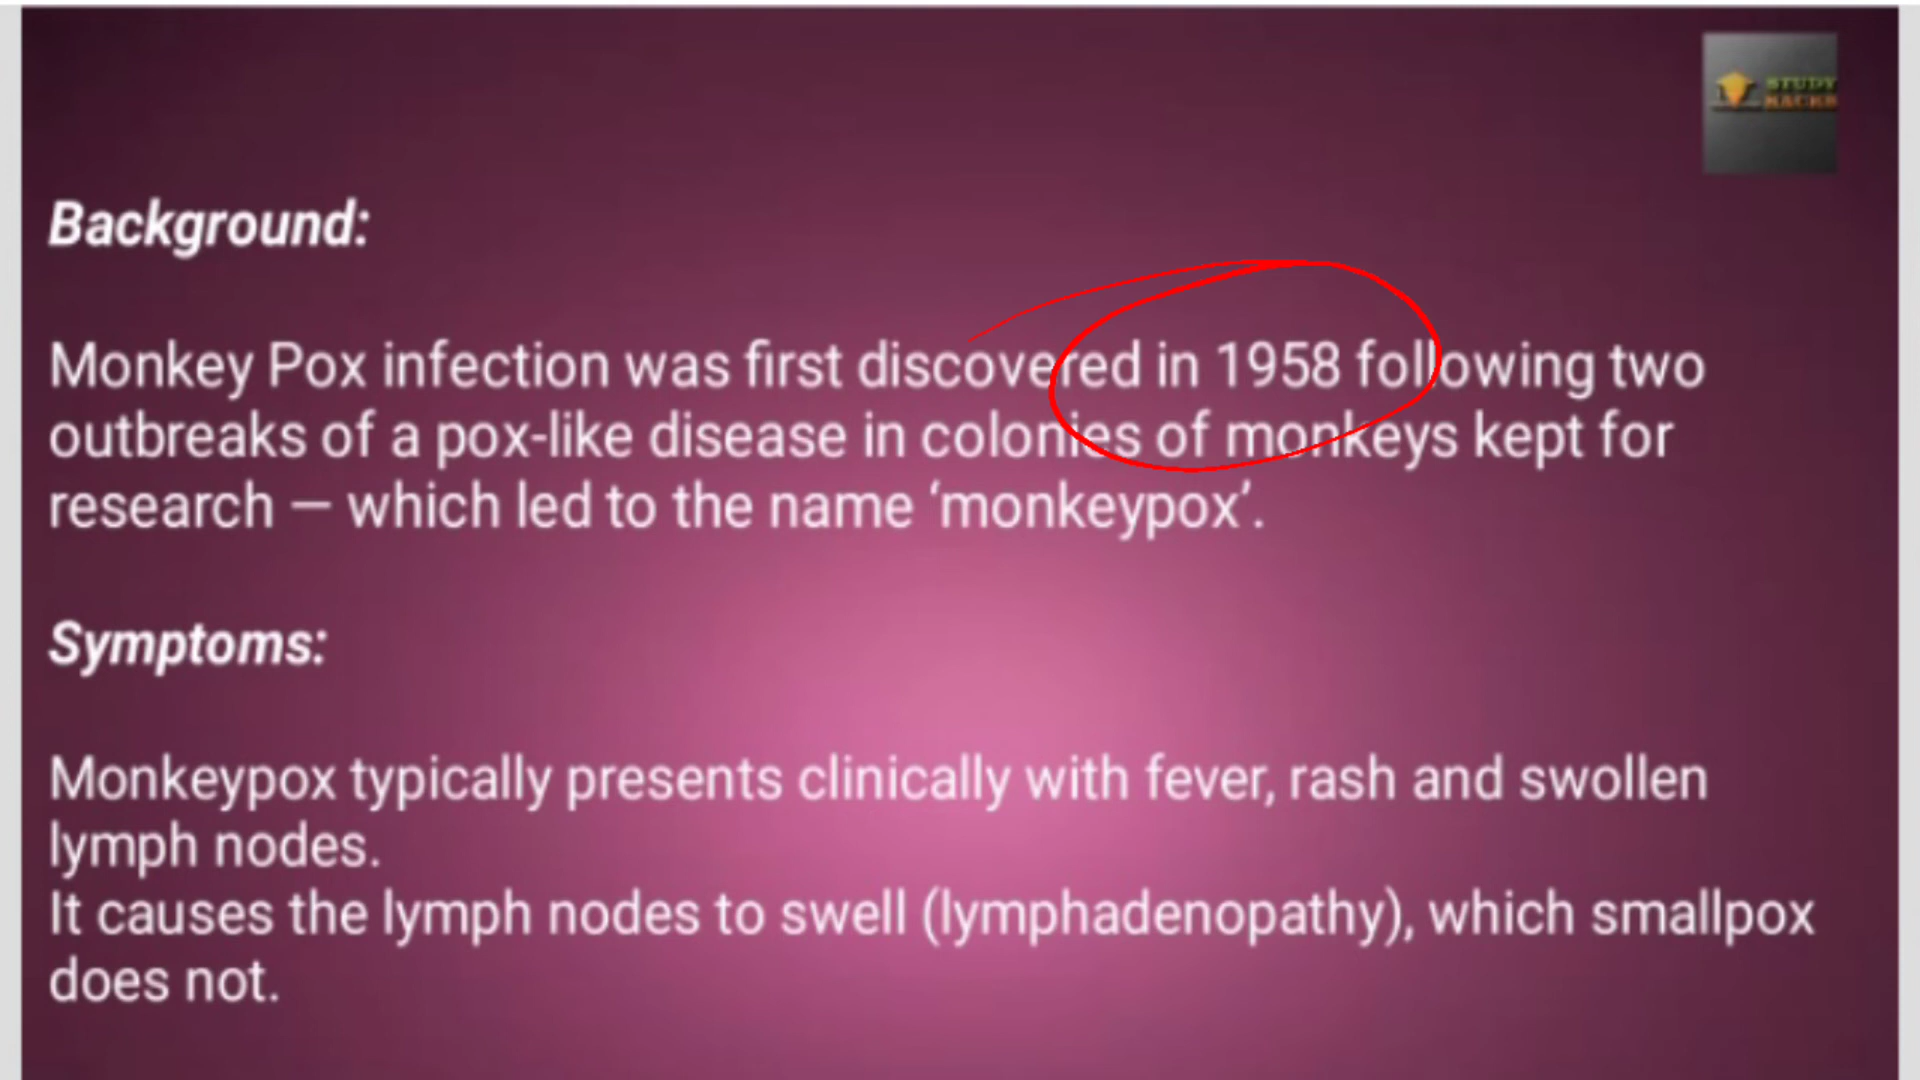 STUDY
HACKS
Background:
Monkey Pox infection was first discovered in 1958 following two
outbreaks of a pox-like disease in colonies of monkeys kept for
research — which led to the name ‘monkeypox’.
Symptoms:
Monkeypox typically presents clinically with fever, rash and swollen
lymph nodes.
It causes the lymph nodes to swell (lymphadenopathy), which smallpox
does not.